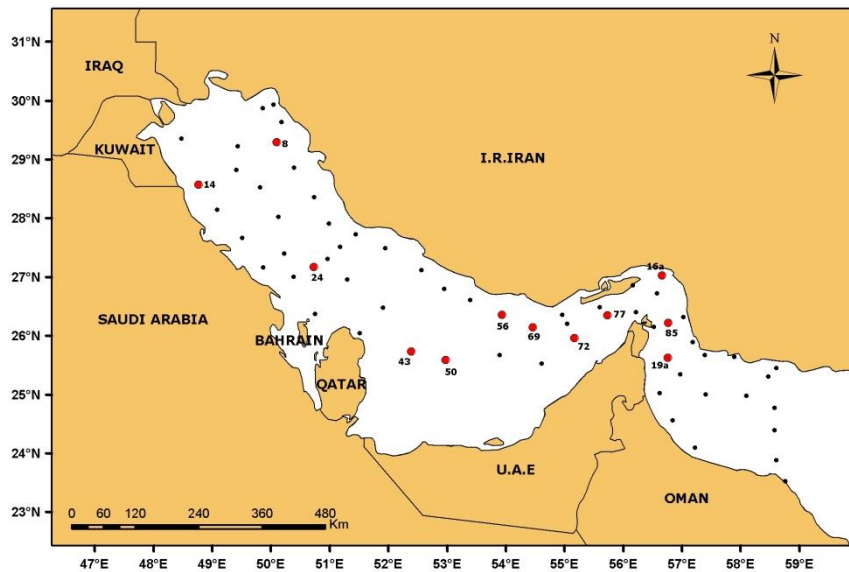 N
31°N
IRAQ
30°N
8
KUWAIT
29°N
I.R.IRAN
14
28°N
27°N
24
16a
SAUDI ARABIA
26°N
BAHRAIN
56
69
77
85
72
43
50
19a
25°N
QATAR
24°N
U.A.E
OMAN
23°N
0 60 120 240 360 480
Km
47°E 48°E 49°E 50°E 51°E 52°E 53°E 54°E 55°E 56°E 57°E 58°E 59°E